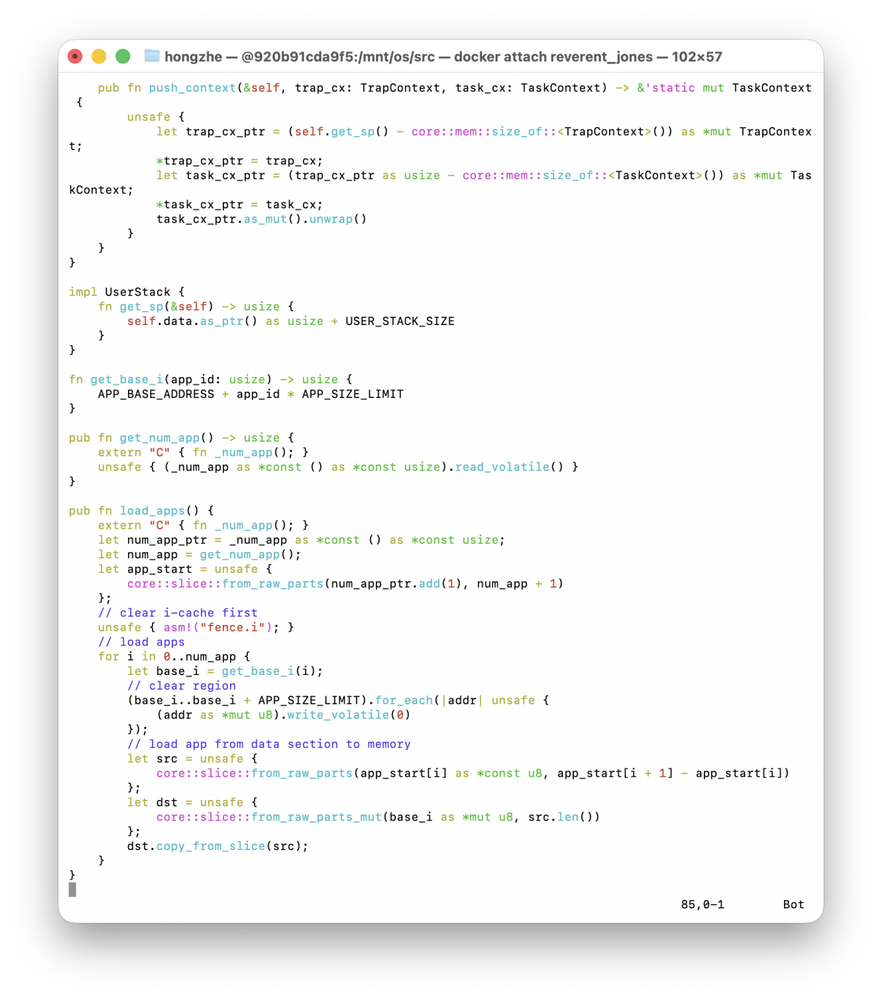 hongzhe — @920b91cda9f5:/mnt/os/src — docker attach reverent_jones — 102×57
    pub fn push_context(&self, trap_cx: TrapContext, task_cx: TaskContext) -> &'static mut TaskContext
 {
        unsafe {
            let trap_cx_ptr = (self.get_sp() - core::mem::size_of::<TrapContext>()) as *mut TrapContex
t;
            *trap_cx_ptr = trap_cx;
            let task_cx_ptr = (trap_cx_ptr as usize - core::mem::size_of::<TaskContext>()) as *mut Tas
kContext;
            *task_cx_ptr = task_cx;
            task_cx_ptr.as_mut().unwrap()
        }
    }
}

impl UserStack {
    fn get_sp(&self) -> usize {
        self.data.as_ptr() as usize + USER_STACK_SIZE
    }
}

fn get_base_i(app_id: usize) -> usize {
    APP_BASE_ADDRESS + app_id * APP_SIZE_LIMIT
}

pub fn get_num_app() -> usize {
    extern "C" { fn _num_app(); }
    unsafe { (_num_app as *const () as *const usize).read_volatile() }
}

pub fn load_apps() {
    extern "C" { fn _num_app(); }
    let num_app_ptr = _num_app as *const () as *const usize;
    let num_app = get_num_app();
    let app_start = unsafe {
        core::slice::from_raw_parts(num_app_ptr.add(1), num_app + 1)
    };
    // clear i-cache first
    unsafe { asm!("fence.i"); }
    // load apps
    for i in 0..num_app {
        let base_i = get_base_i(i);
        // clear region
        (base_i..base_i + APP_SIZE_LIMIT).for_each(|addr| unsafe {
            (addr as *mut u8).write_volatile(0)
        });
        // load app from data section to memory
        let src = unsafe {
            core::slice::from_raw_parts(app_start[i] as *const u8, app_start[i + 1] - app_start[i])
        };
        let dst = unsafe {
            core::slice::from_raw_parts_mut(base_i as *mut u8, src.len())
        };
        dst.copy_from_slice(src);
    }
}
85,0-1        Bot